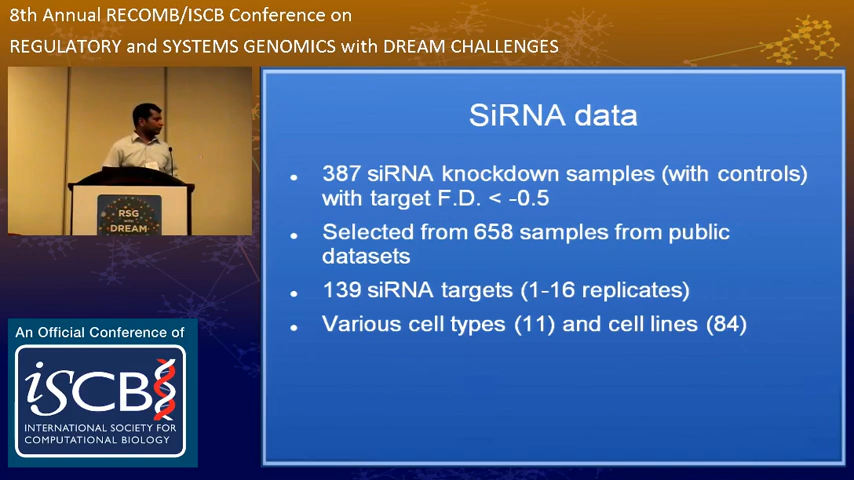 8th Annual RECOMB/ISCB Conference on
REGULATORY and SYSTEMS GENOMICS with DREAM CHALLENGES
RSG
with
DREAM
SiRNA data
• 387 siRNA knockdown samples (with controls)
with target F.D. < -0.5
• Selected from 658 samples from public
datasets
• 139 siRNA targets (1-16 replicates)
• Various cell types (11) and cell lines (84)
An Official Conference of
iSCB
INTERNATIONAL SOCIETY FOR
COMPUTATIONAL BIOLOGY